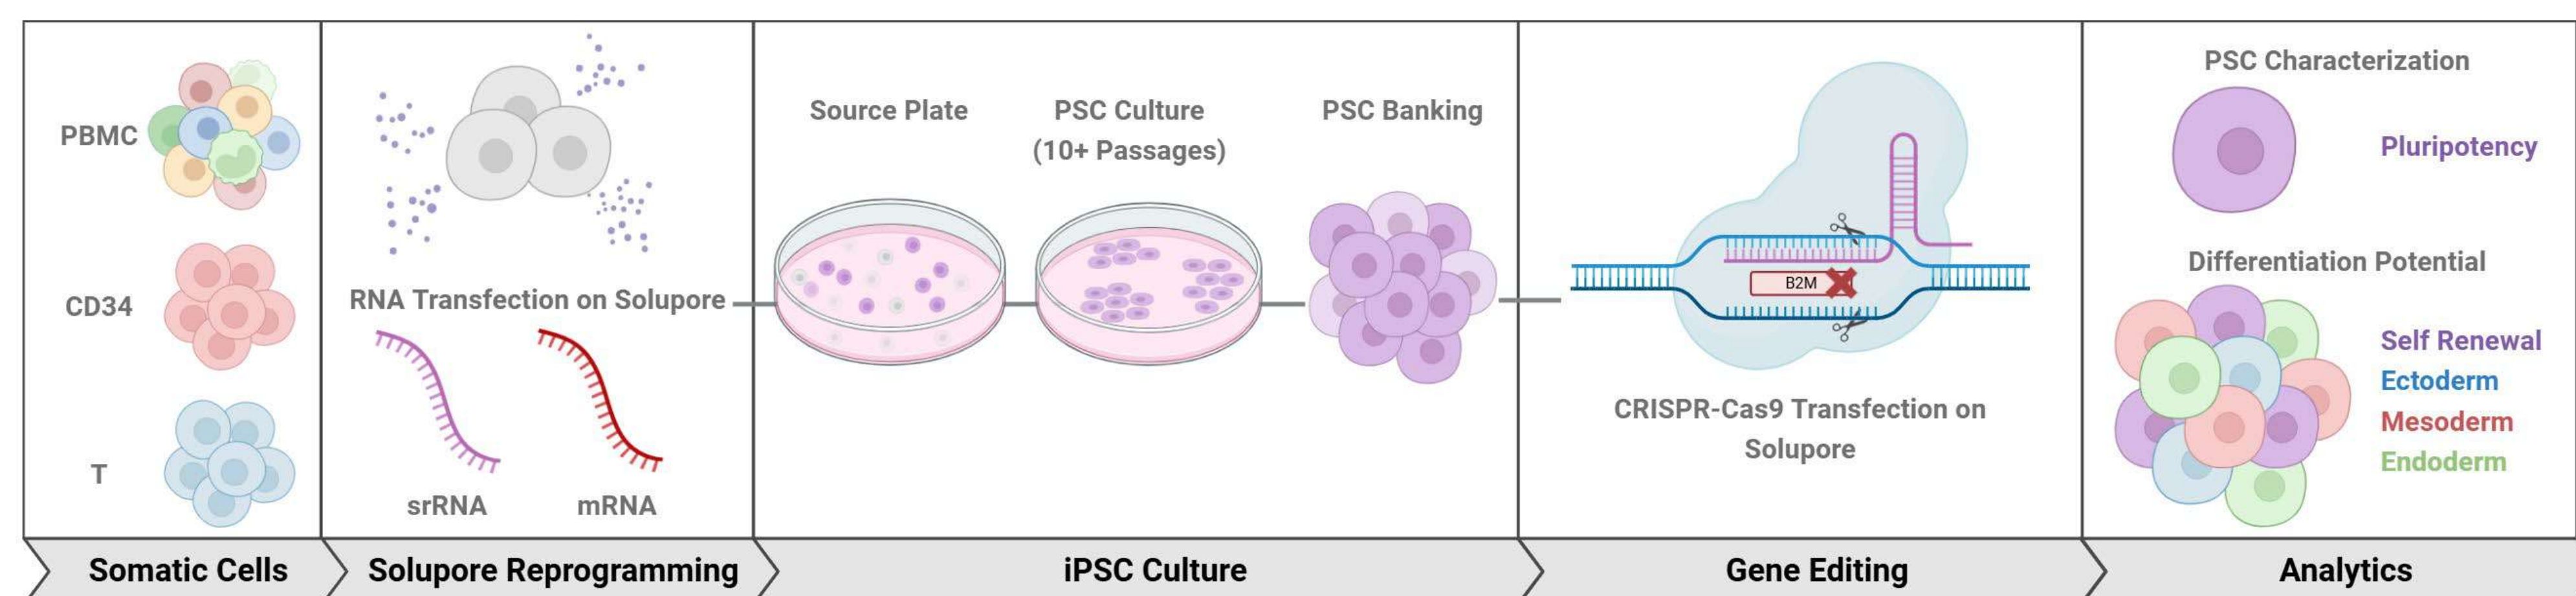 PBMC
CD34
T
Somatic Cells
RNA Transfection on Solupore
srRNA
mRNA
Solupore Reprogramming
Source Plate
PSC Culture
(10+ Passages)
PSC Banking
iPSC Culture
B2M
CRISPR-Cas9 Transfection on
Solupore
Gene Editing
PSC Characterization
Pluripotency
Differentiation Potential
Self Renewal
Ectoderm
Mesoderm
Endoderm
Analytics